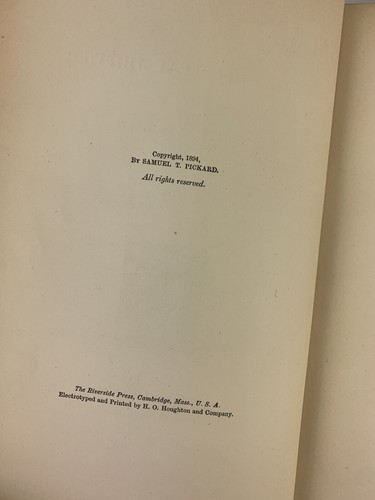 Copyright, 1894,
By SAMUEL T. PICKARD.
All rights reserved.
The Riverside Press, Cambridge, Mass., U. S. A.
Electrotyped and Printed by H. O. Houghton and Company.